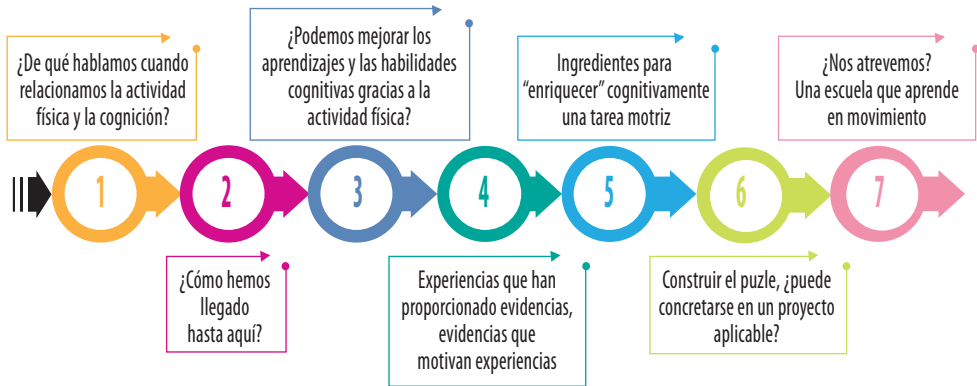 ¿De qué hablamos cuando
relacionamos la actividad
física y la cognición?
¿Podemos mejorar los
aprendizajes y las habilidades
cognitivas gracias a la
actividad física?
Ingredientes para
“enriquecer” cognitivamente
una tarea motriz
¿Nos atrevemos?
Una escuela que aprende
en movimiento
1
2
3
4
5
6
7
¿Cómo hemos
llegado
hasta aquí?
Experiencias que han
proporcionado evidencias,
evidencias que
motivan experiencias
Construir el puzle, ¿puede
concretarse en un proyecto
aplicable?